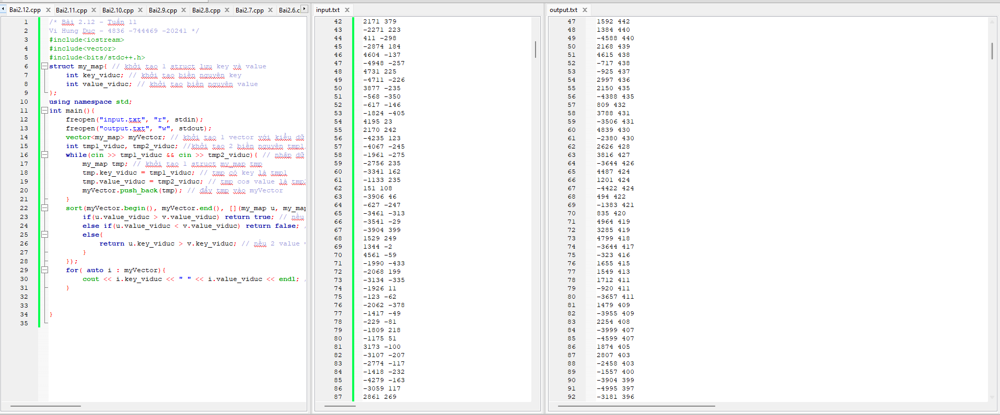 Bai2.12.cpp Bai2.11.cpp Bai2.10.cpp Bai2.9.cpp Bai2.8.cpp Bai2.7.cpp Bai2.6.c
1 /* Bài 2.12 - Tuần 11
2 Vi Hung Duc - 4836 -744469 -20241 */
3 #include<iostream>
4 #include<vector>
5 #include<bits/stdc++.h>
6 struct my_map{ // khởi tạo 1 struct lưu key và value
7 int key_viduc; // khởi tạo biến nguyên key
8 int value_viduc; // khởi tạo biến nguyên value
9 };
10 using namespace std;
11 int main(){
12 freopen("input.txt", "r", stdin);
13 freopen("output.txt", "w", stdout);
14 vector<my_map> myVector; // khởi tạo 1 vector với kiểu dữ
15 int tmp1_viduc, tmp2_viduc; //khởi tạo 2 biến nguyên tmp1
16 while(cin >> tmp1_viduc && cin >> tmp2_viduc){ // nhập dữ
17 my_map tmp; // khởi tạo 1 struct my_map tmp
18 tmp.key_viduc = tmp1_viduc; // tmp có key là tmp1
19 tmp.value_viduc = tmp2_viduc; // tmp cos value là tmp2
20 myVector.push_back(tmp); // đẩy tmp vào myVector
21 }
22 sort(myVector.begin(), myVector.end(), [](my_map u, my_map
23 if(u.value_viduc > v.value_viduc) return true; // nếu
24 else if(u.value_viduc < v.value_viduc) return false; /
25 else{
26 return u.key_viduc > v.key_viduc; // nếu 2 value =
27 }
28 });
29 for( auto i : myVector){
30 cout << i.key_viduc << " " << i.value_viduc << endl; /
31 }
32
33
34 }
35
input.txt
42 2171 379
43 -2271 223
44 411 -298
45 -2874 184
46 4604 -137
47 -4948 -257
48 4731 225
49 -4711 -226
50 3877 -235
51 -568 -350
52 -617 -146
53 -1824 -405
54 4195 23
55 2170 242
56 -4235 123
57 -4067 -245
58 -1961 -275
59 -2756 235
60 -3341 162
61 -1133 235
62 151 108
63 -3906 46
64 -627 -247
65 -3461 -313
66 -3541 -29
67 -3904 399
68 1529 249
69 1344 -2
70 4561 -59
71 -1990 -433
72 -2068 199
73 -3134 -335
74 -1926 11
75 -123 -62
76 -2062 -378
77 -1417 -49
78 -229 -81
79 -1809 218
80 -1175 51
81 3173 -100
82 -3107 -207
83 -2774 -117
84 -1418 -232
85 -4279 -163
86 -3059 117
87 2861 269
output.txt
47 1592 442
48 1384 440
49 -4588 440
50 2168 439
51 4615 438
52 -717 438
53 -925 437
54 2997 436
55 2150 435
56 -4388 435
57 809 432
58 3788 431
59 -3506 431
60 4839 430
61 -2380 430
62 2626 428
63 3816 427
64 -3644 426
65 4487 424
66 1201 424
67 -4422 424
68 494 422
69 -1383 421
70 835 420
71 4964 419
72 3285 419
73 4799 418
74 -3644 417
75 -323 416
76 1655 415
77 1549 413
78 1712 411
79 -920 411
80 -3657 411
81 1479 409
82 -3955 409
83 2254 408
84 -3999 407
85 -4599 407
86 1874 405
87 2807 403
88 -2458 403
89 -1557 400
90 -3904 399
91 -4995 397
92 -3181 396